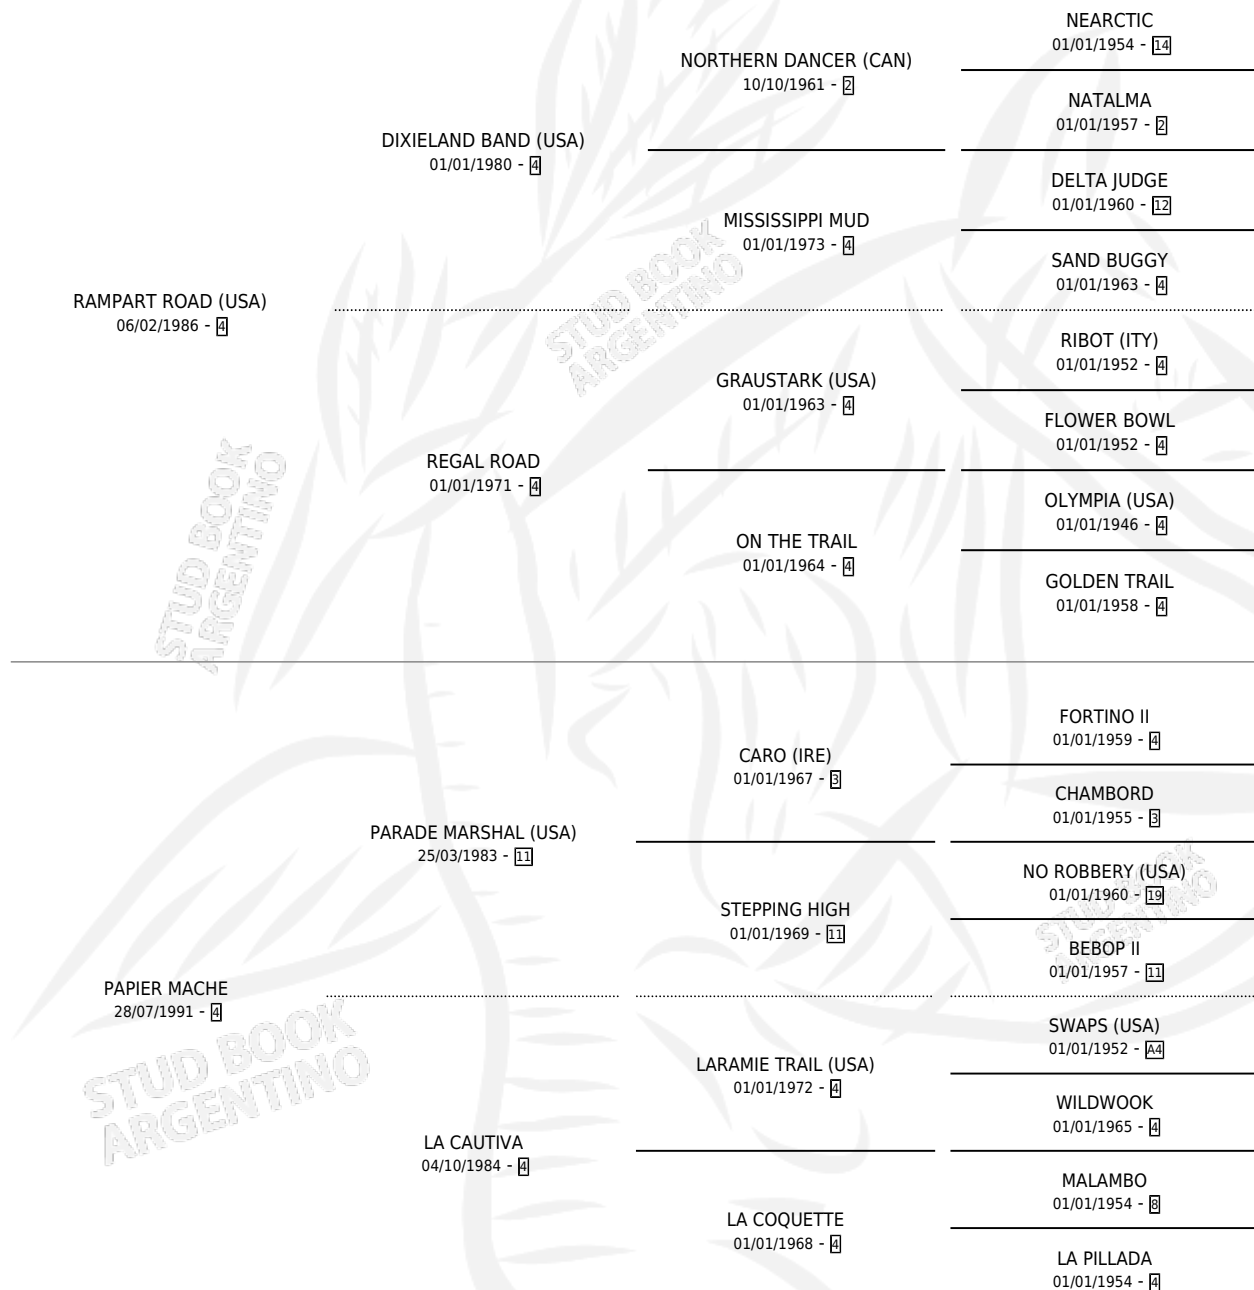 NEARCTIC
01/01/1954 - 14
NORTHERN DANCER (CAN)
10/10/1961 - 2
NATALMA
01/01/1957 - 2
DIXIELAND BAND (USA)
01/01/1980 - 4
DELTA JUDGE
01/01/1960 - 12
MISSISSIPPI MUD
01/01/1973 - 4
SAND BUGGY
01/01/1963 - 4
RAMPART ROAD (USA)
06/02/1986 - 4
RIBOT (ITY)
01/01/1952 - 4
GRAUSTARK (USA)
01/01/1963 - 4
FLOWER BOWL
01/01/1952 - 4
REGAL ROAD
01/01/1971 - 4
OLYMPIA (USA)
01/01/1946 - 4
ON THE TRAIL
01/01/1964 - 4
GOLDEN TRAIL
01/01/1958 - 4
FORTINO II
01/01/1959 - 4
CARO (IRE)
01/01/1967 - 3
CHAMBORD
01/01/1955 - 3
PARADE MARSHAL (USA)
25/03/1983 - 11
NO ROBBERY (USA)
01/01/1960 - 19
STEPPING HIGH
01/01/1969 - 11
BEBOP II
01/01/1957 - 11
PAPIER MACHE
28/07/1991 - 4
SWAPS (USA)
01/01/1952 - A4
LARAMIE TRAIL (USA)
01/01/1972 - 4
WILDWOOK
01/01/1965 - 4
LA CAUTIVA
04/10/1984 - 4
MALAMBO
01/01/1954 - 8
LA COQUETTE
01/01/1968 - 4
LA PILLADA
01/01/1954 - 4
STUD BOOK
ARGENTINO
STUD BOOK
ARGENTINO
STUD BOOK
ARGENTINO
STUD BOOK
ARGENTINO